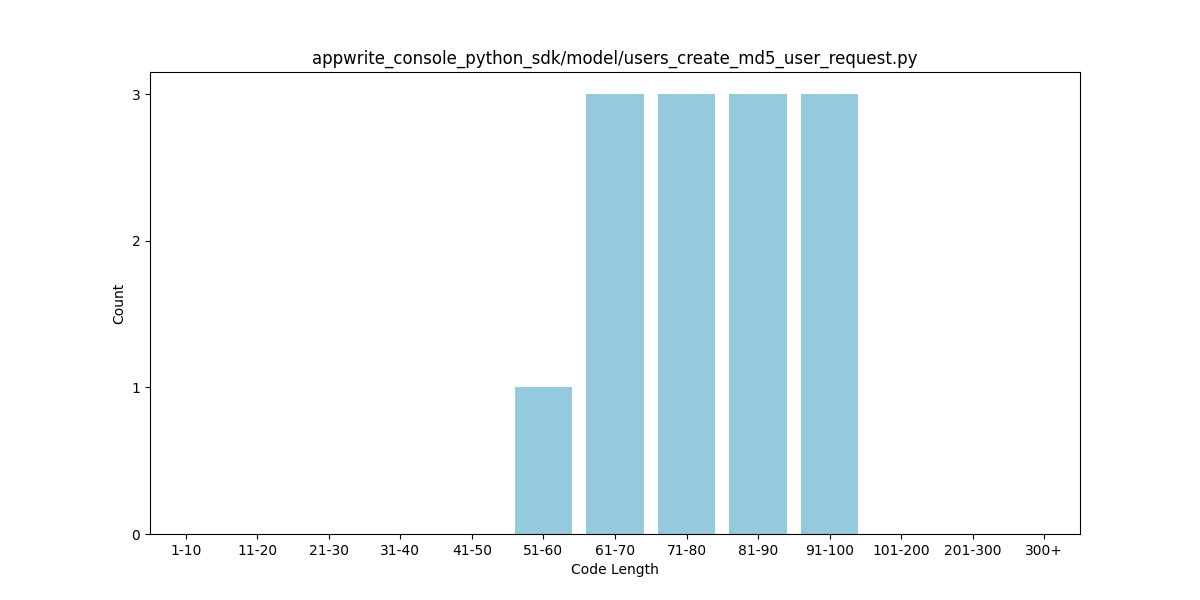 appwrite_console_python_sdk/model/users_create_md5_user_request.py
3
2
1
0
Count
1-10 11-20 21-30 31-40 41-50 51-60 61-70 71-80 81-90 91-100 101-200 201-300 300+
Code Length